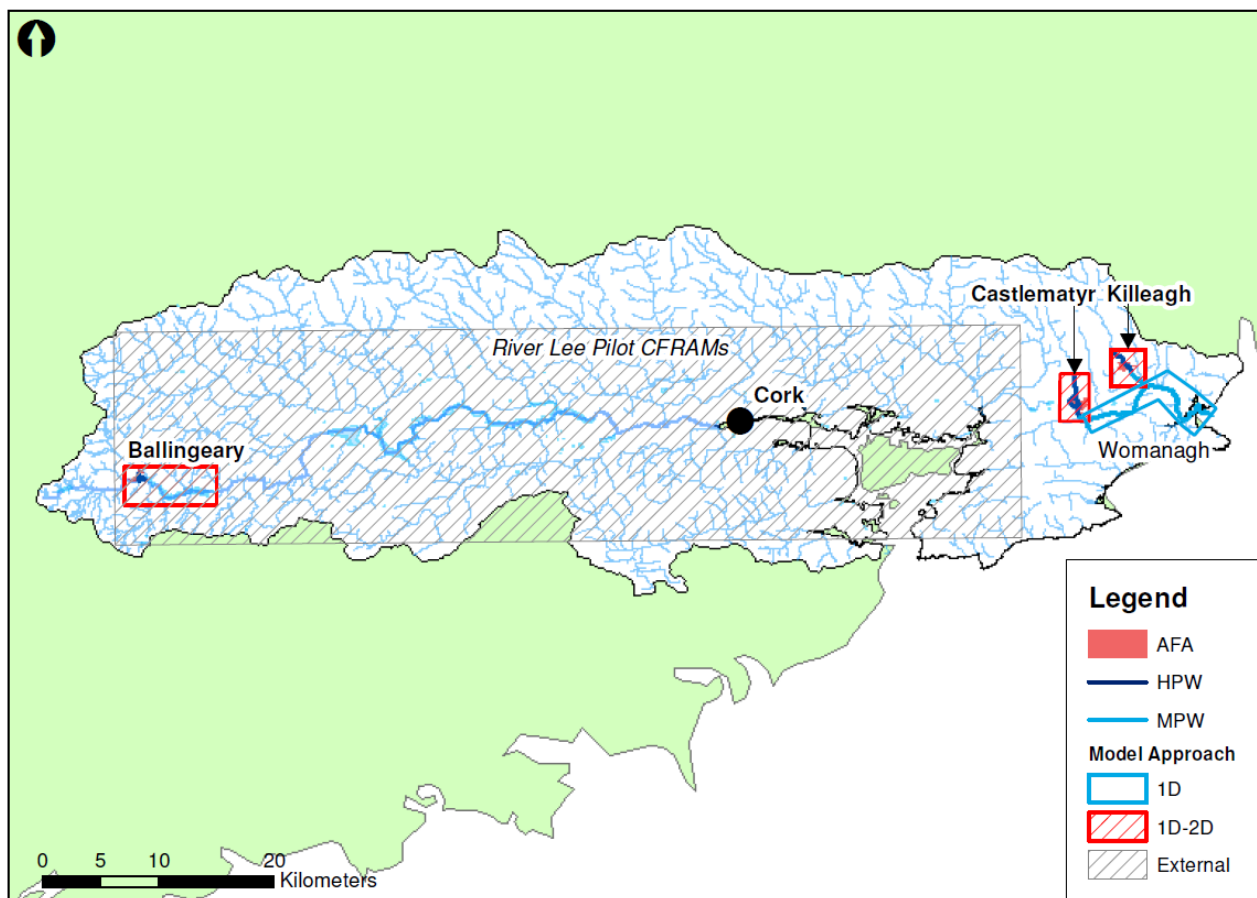 Castlematyr Killeagh
River Lee Pilot CFRAMs
Cork
Ballingeary
Womanagh
Legend
AFA
HPW
MPW
Model Approach
1D
1D-2D
External
0 5 10 20
Kilometers